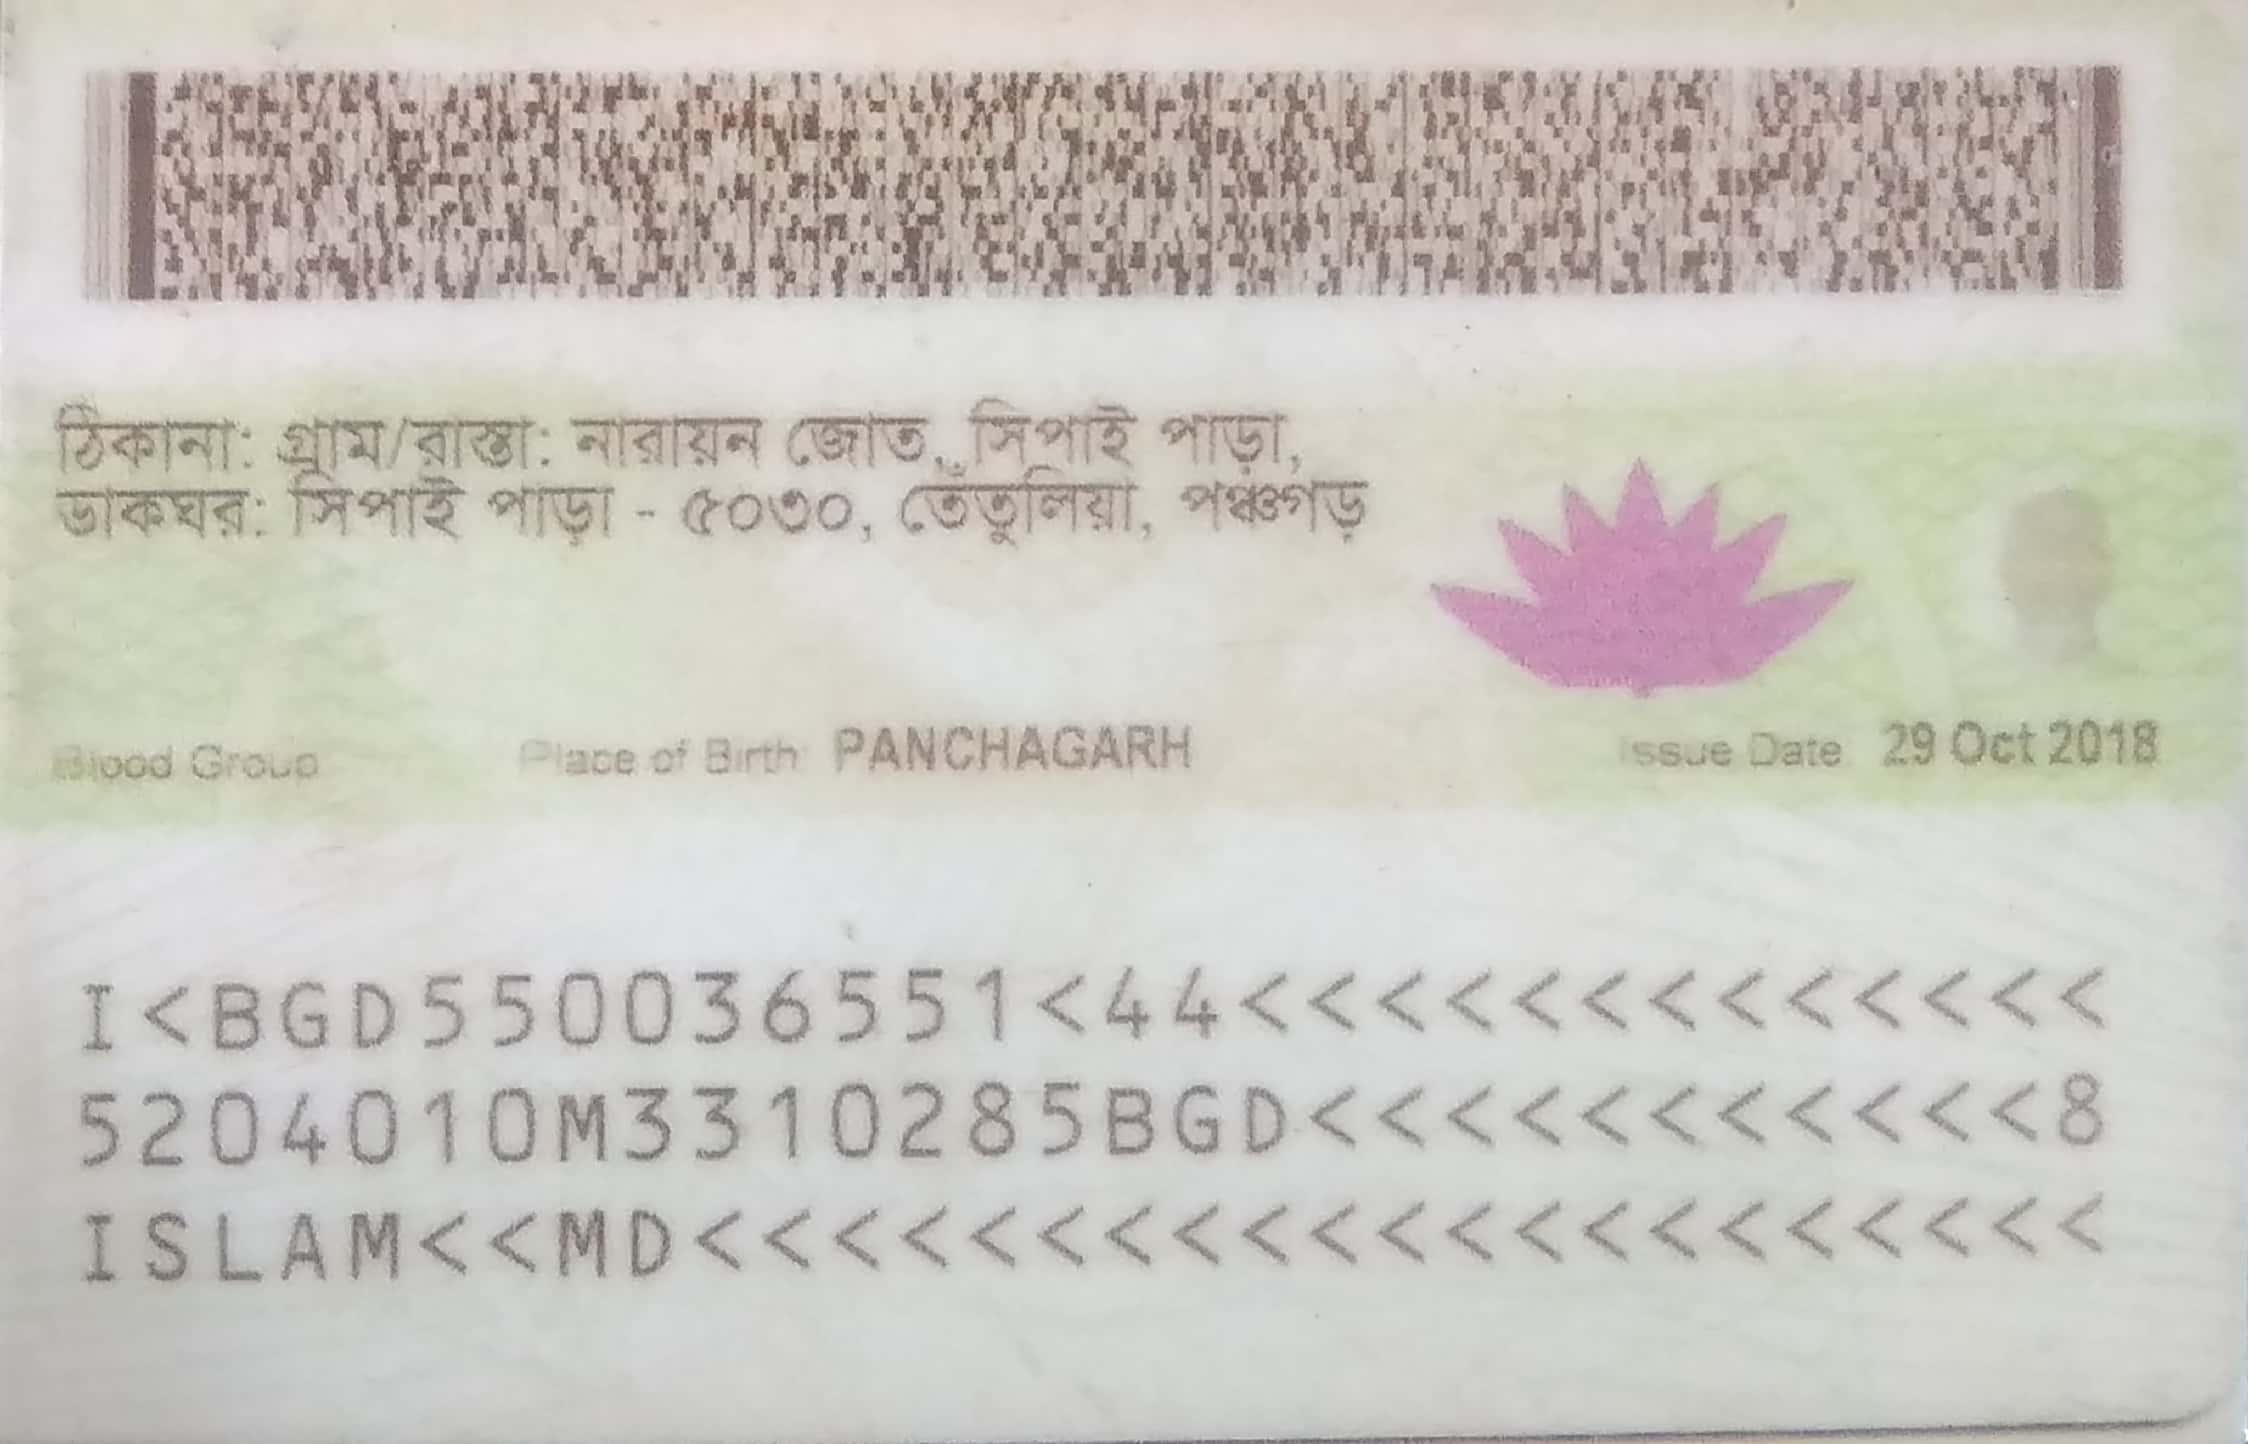 ঠিকানা: গ্রাম/রাস্তা: নারায়ন জোত, সিপাই পাড়া,
ডাকঘর: সিপাই পাড়া - ৫০৩০, তেঁতুলিয়া, পঞ্চগড়
Blood Group Place of Birth PANCHAGARH Issue Date 29 Oct 2018
I<BGD550036551<44<<<<<<<<<<<<<
5204010M3310285BGD<<<<<<<<<<<8
ISLAM<<MD<<<<<<<<<<<<<<<<<<<<<